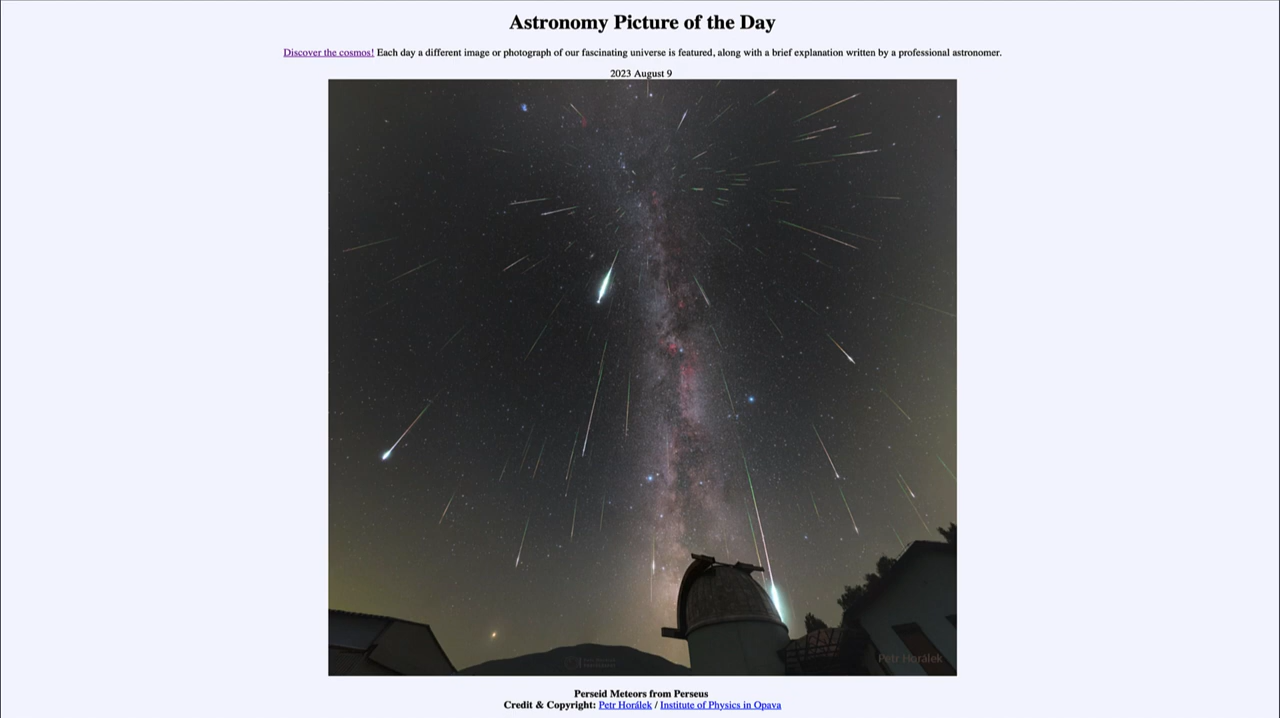 Astronomy Picture of the Day
Discover the cosmos! Each day a different image or photograph of our fascinating universe is featured, along with a brief explanation written by a professional astronomer.
2023 August 9
Petr Horálek
Perseid Meteors from Perseus
Credit & Copyright: Petr Horálek / Institute of Physics in Opava